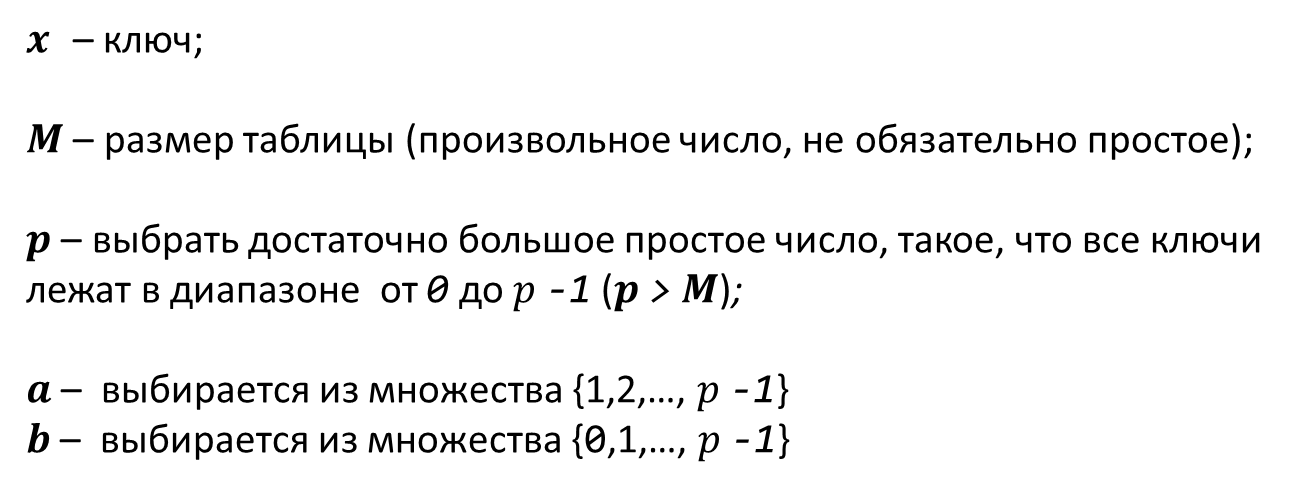 x – ключ;
M – размер таблицы (произвольное число, не обязательно простое);
p – выбрать достаточно большое простое число, такое, что все ключи
лежат в диапазоне от 0 до p -1 (p > M);
a – выбирается из множества {1,2,…, p -1}
b – выбирается из множества {0,1,…, p -1}